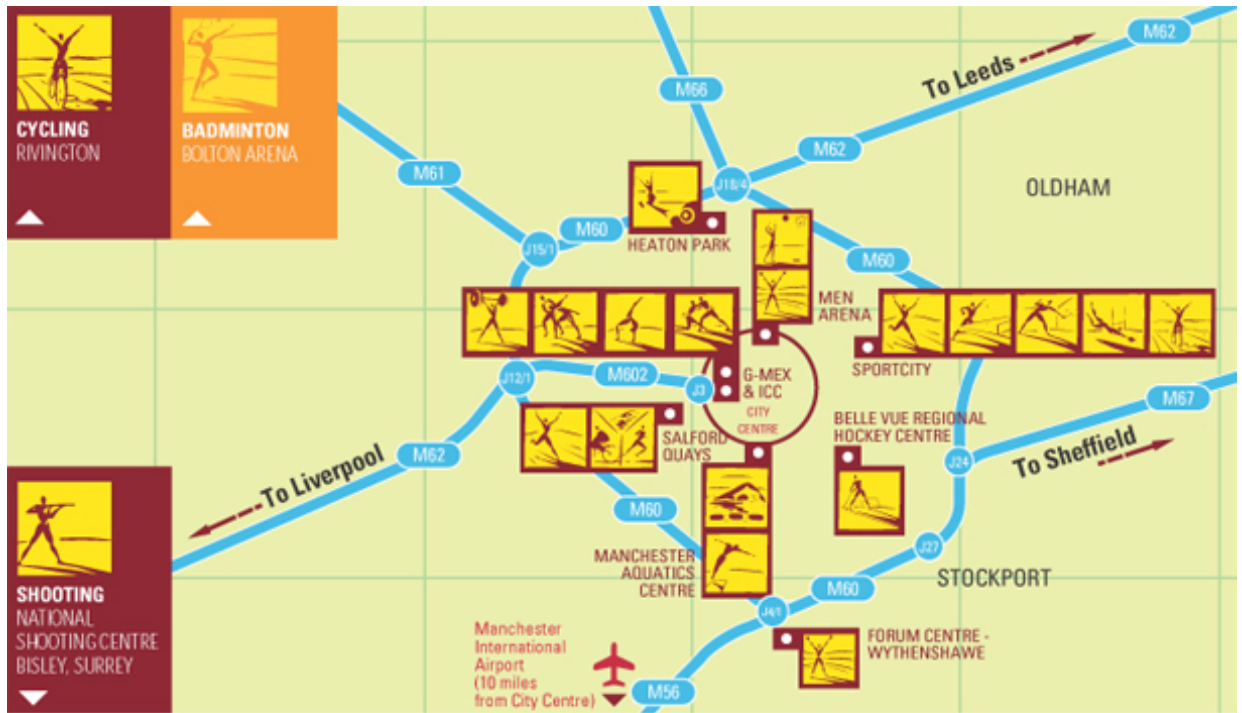 CYCLING
RIVINGTON
BADMINTON
BOLTON ARENA
M62
To Leeds
M66
M62
M61
J18/4
OLDHAM
M60
J15/1
HEATON PARK
M60
MEN
ARENA
SPORTCITY
J12/1
M602
J3
G-MEX
& ICC
CITY
CENTRE
M67
BELLE VUE REGIONAL
HOCKEY CENTRE
SALFORD
QUAYS
To Sheffield
J24
M62
To Liverpool
M60
J27
SHOOTING
NATIONAL
SHOOTING CENTRE
BISLEY, SURREY
MANCHESTER
AQUATICS
CENTRE
STOCKPORT
M60
J4/1
Manchester
International
Airport
(10 miles
from City Centre)
FORUM CENTRE -
WYTHENSHAWE
M56